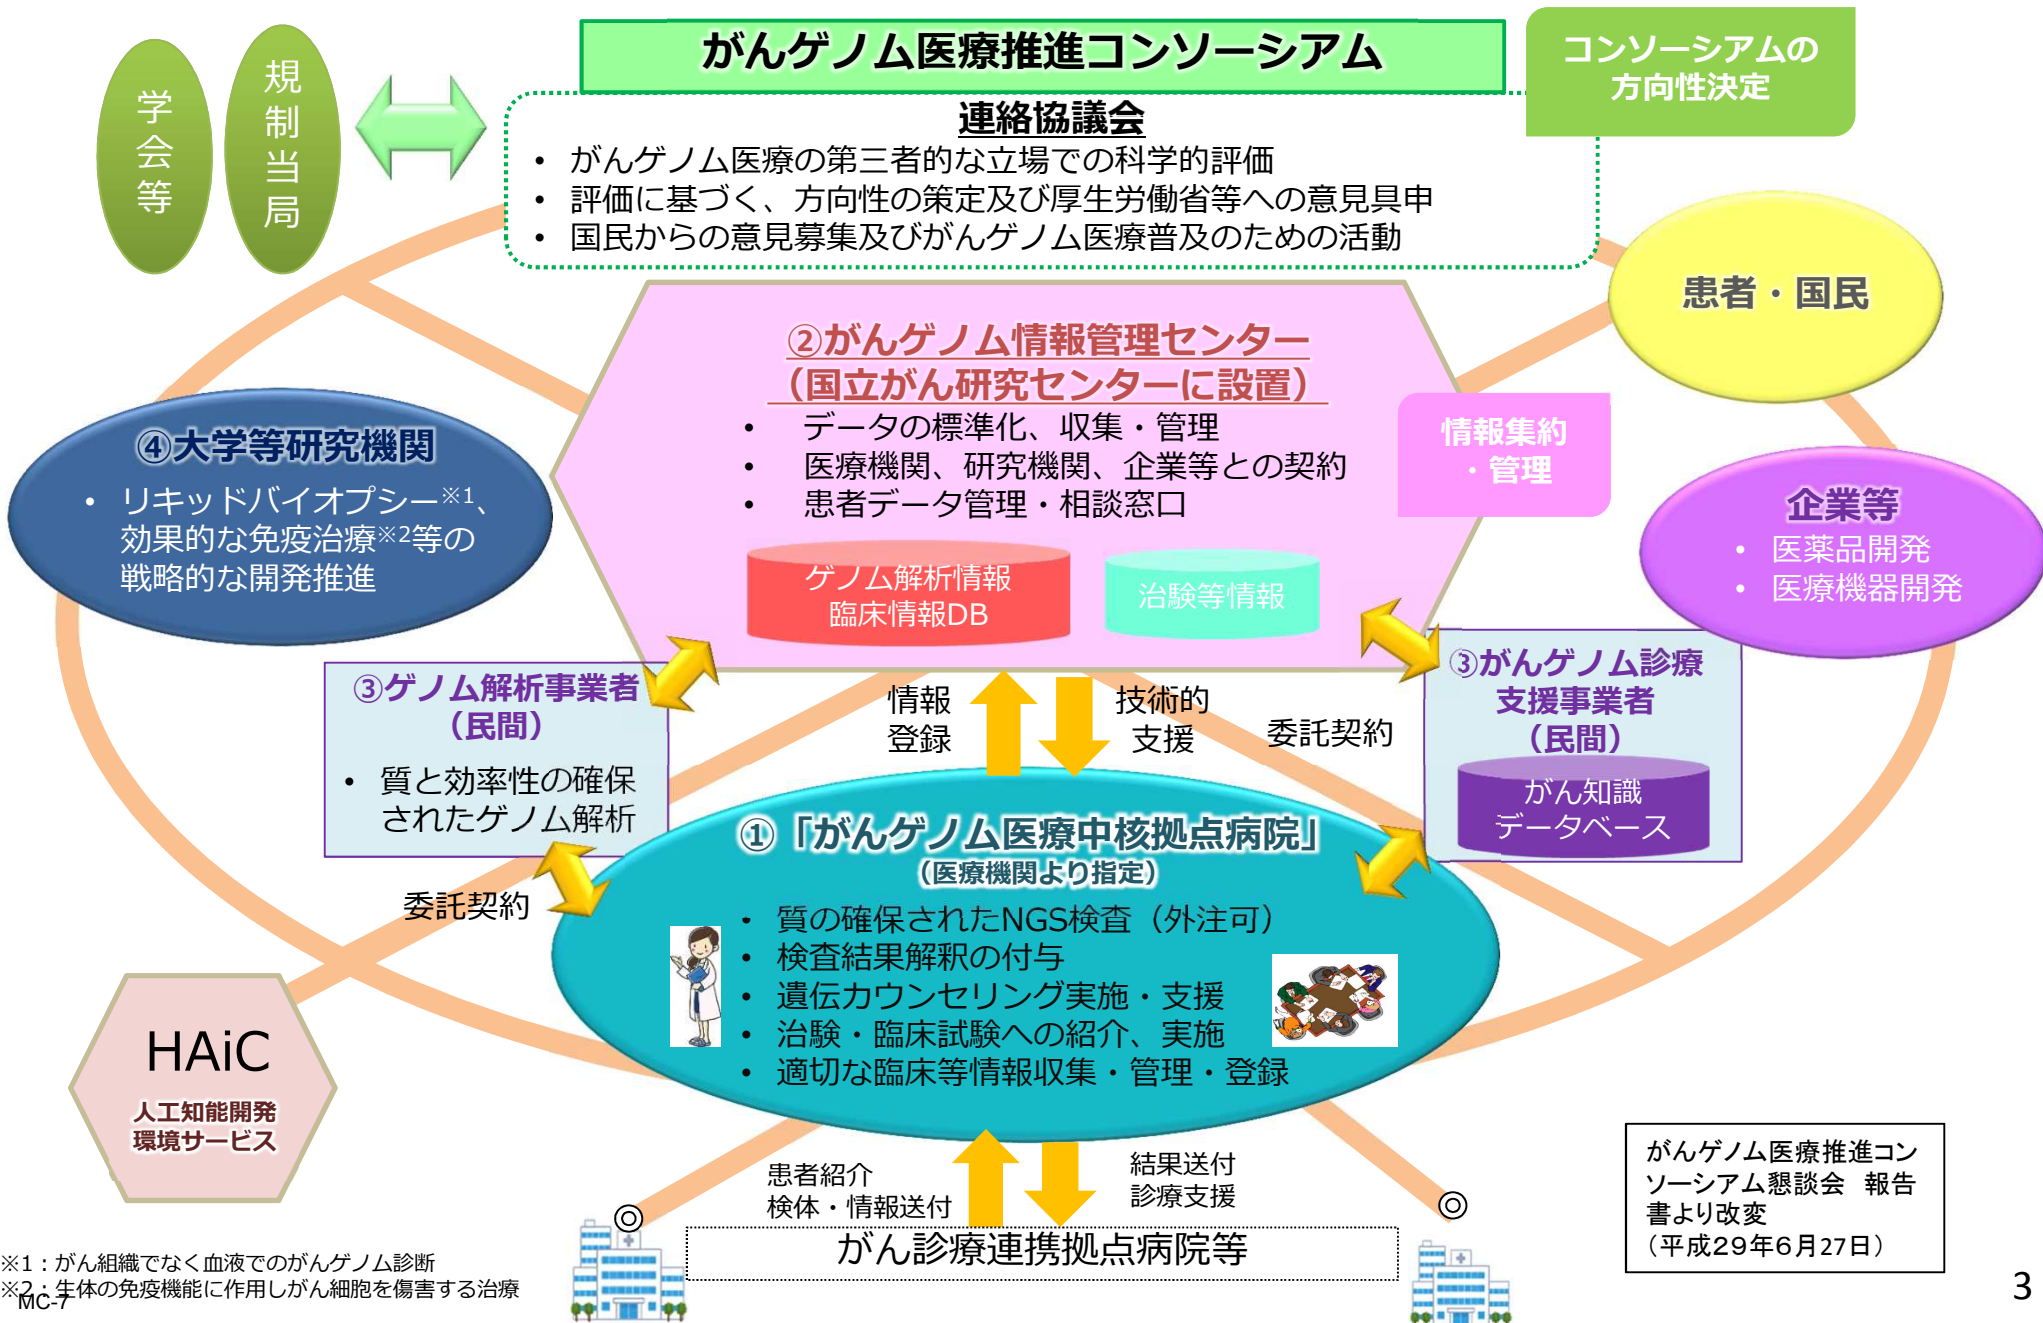 学会等
規制当局
がんゲノム医療推進コンソーシアム
コンソーシアムの
方向性決定
連絡協議会
• がんゲノム医療の第三者的な立場での科学的評価
• 評価に基づく、方向性の策定及び厚生労働省等への意見具申
• 国民からの意見募集及びがんゲノム医療普及のための活動
患者・国民
②がんゲノム情報管理センター
（国立がん研究センターに設置）
• データの標準化、収集・管理
• 医療機関、研究機関、企業等との契約
• 患者データ管理・相談窓口
情報集約
・管理
ゲノム解析情報
臨床情報DB
治験等情報
④大学等研究機関
• リキッドバイオプシー※1、
効果的な免疫治療※2等の
戦略的な開発推進
企業等
• 医薬品開発
• 医療機器開発
③ゲノム解析事業者
（民間）
• 質と効率性の確保
されたゲノム解析
情報
登録
技術的
支援
委託契約
③がんゲノム診療
支援事業者
（民間）
がん知識
データベース
委託契約
①「がんゲノム医療中核拠点病院」
（医療機関より指定）
• 質の確保されたNGS検査（外注可）
• 検査結果解釈の付与
• 遺伝カウンセリング実施・支援
• 治験・臨床試験への紹介、実施
• 適切な臨床等情報収集・管理・登録
HAiC
人工知能開発
環境サービス
患者紹介
検体・情報送付
結果送付
診療支援
◎
◎
がん診療連携拠点病院等
がんゲノム医療推進コン
ソーシアム懇談会　報告
書より改変
（平成29年6月27日）
※1：がん組織でなく血液でのがんゲノム診断
※2：生体の免疫機能に作用しがん細胞を傷害する治療
MC-7
3